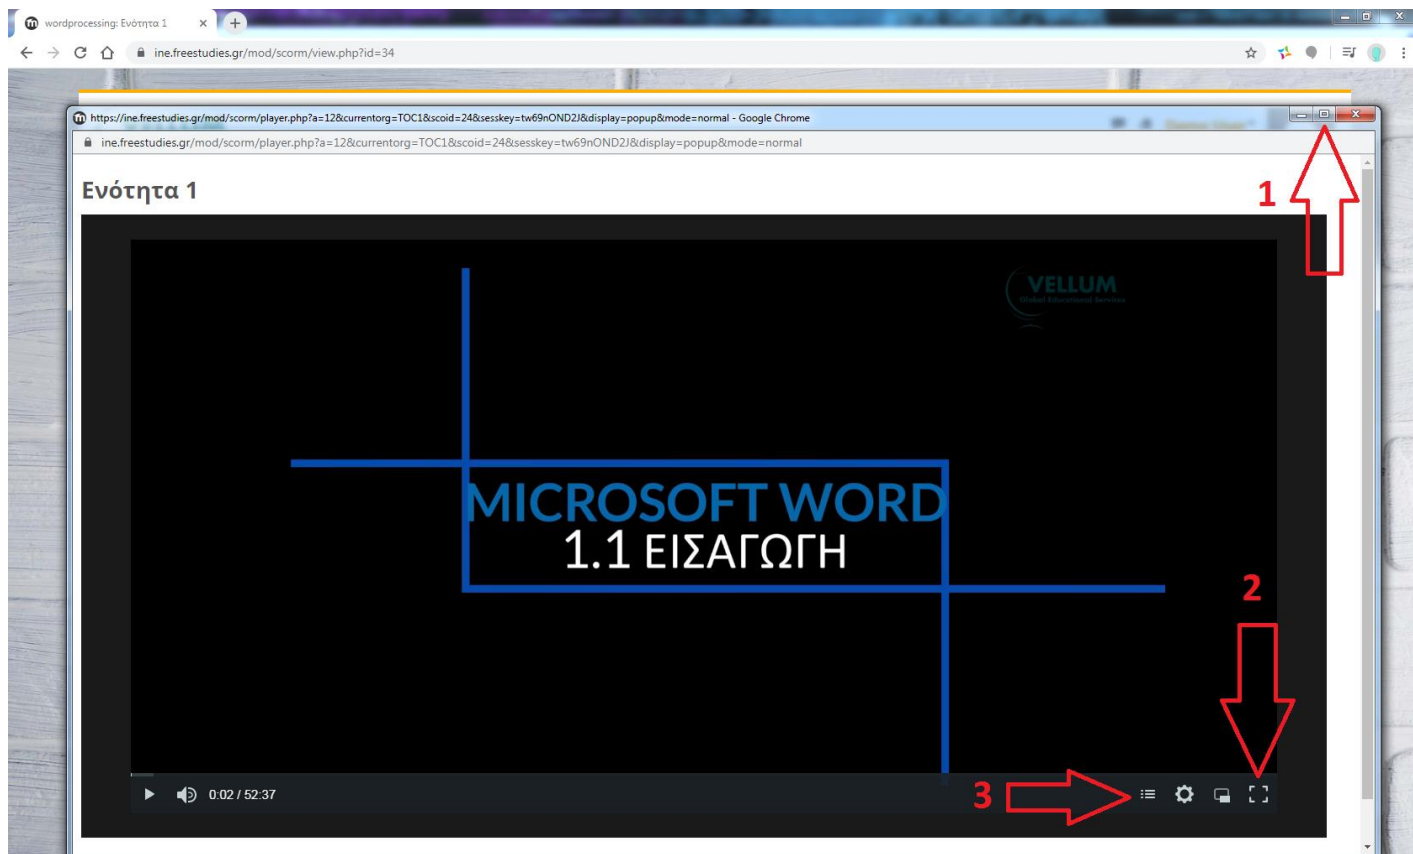 wordprocessing: Ενότητα 1
ine.freestudies.gr/mod/scorm/view.php?id=34
https://ine.freestudies.gr/mod/scorm/player.php?a=12&currentorg=TOC1&scoid=24&sesskey=tw69nOND2J&display=popup&mode=normal - Google Chrome
ine.freestudies.gr/mod/scorm/player.php?a=12&currentorg=TOC1&scoid=24&sesskey=tw69nOND2J&display=popup&mode=normal
Ενότητα 1
1
VELLUM
Global Educational Services
MICROSOFT WORD
1.1 ΕΙΣΑΓΩΓΗ
2
3
0:02 / 52:37